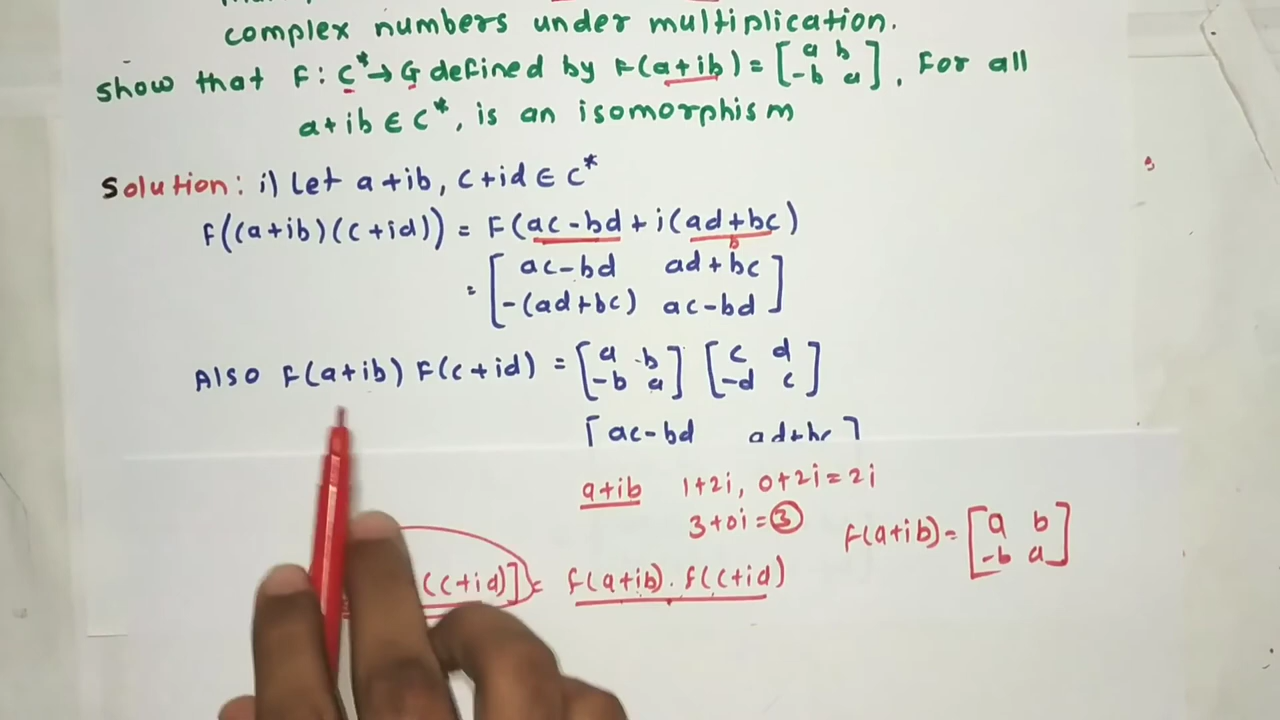 complex numbers under multiplication.
show that F : C* → G defined by F(a+ib) = [a b -b a], For all
a+ib ∈ C*, is an isomorphism
Solution: i) Let a+ib, c+id ∈ C*
F((a+ib)(c+id)) = F(ac-bd + i(ad+bc))
b
= [ac-bd ad+bc
-(ad+bc) ac-bd]
Also F(a+ib) F(c+id) = [a b -b a] [c d -d c]
[ac-bd
a+ib 1+2i, 0+2i = 2i
3+0i = 3
F(a+ib) = [a b -b a]
(c+id)] = F(a+ib) . F(c+id)